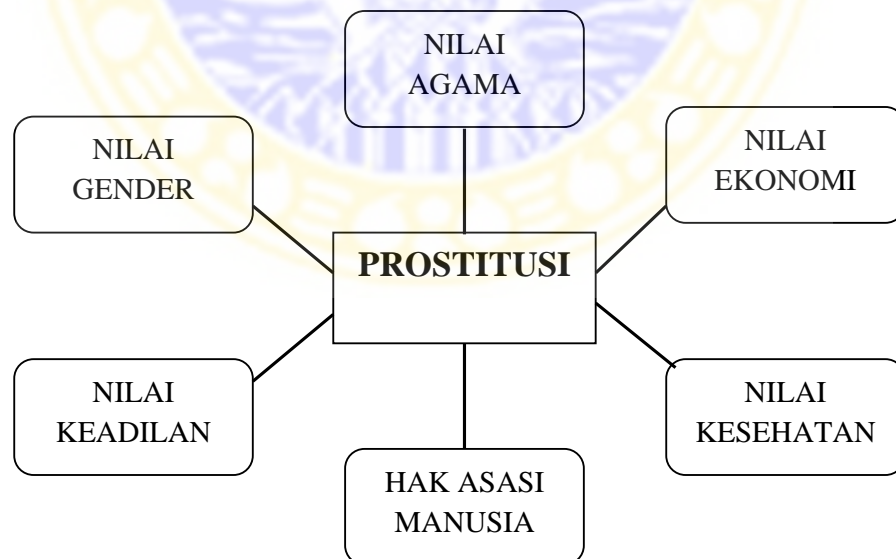 NILAI
AGAMA
NILAI
GENDER
NILAI
EKONOMI
PROSTITUSI
NILAI
KEADILAN
NILAI
KESEHATAN
HAK ASASI
MANUSIA